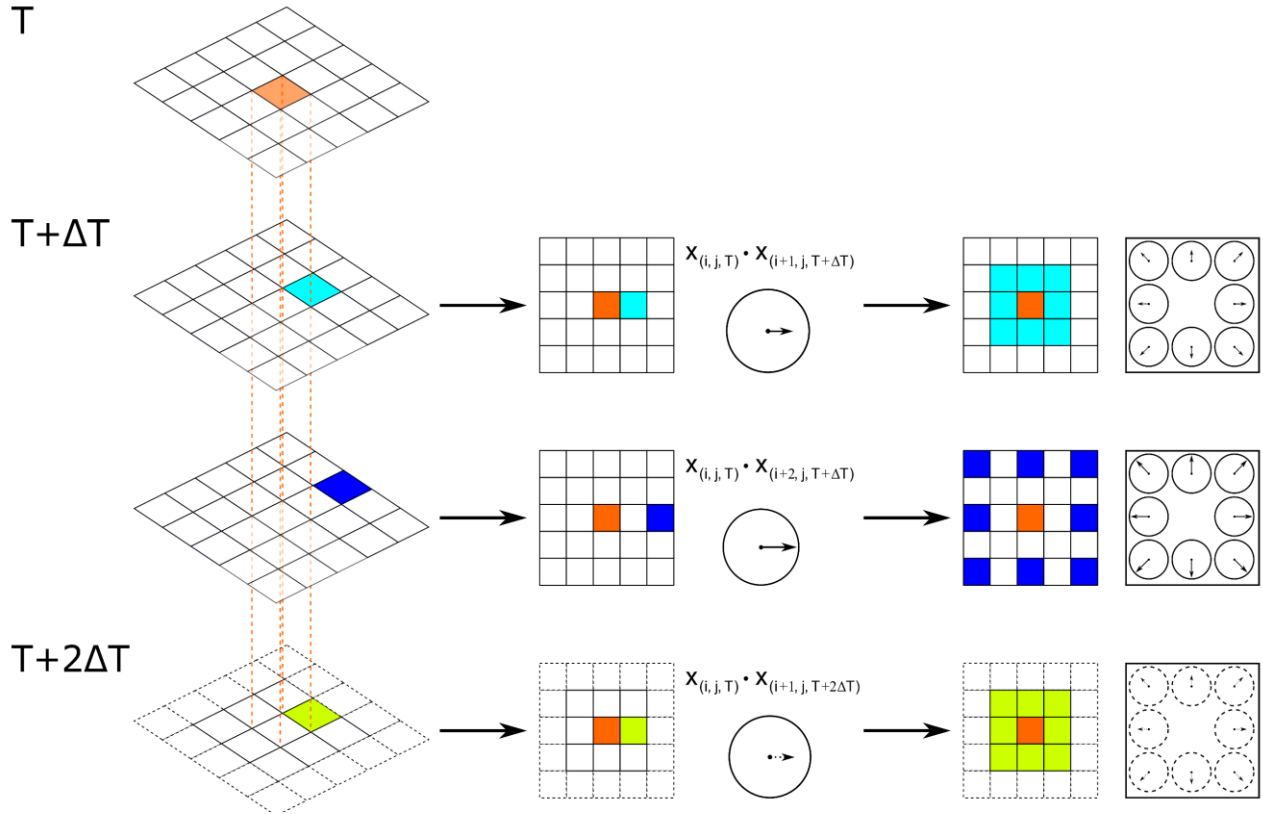 T
T+ΔT
X(i, j, T) · X(i+1, j, T+ΔT)
X(i, j, T) · X(i+2, j, T+ΔT)
T+2ΔT
X(i, j, T) · X(i+1, j, T+2ΔT)